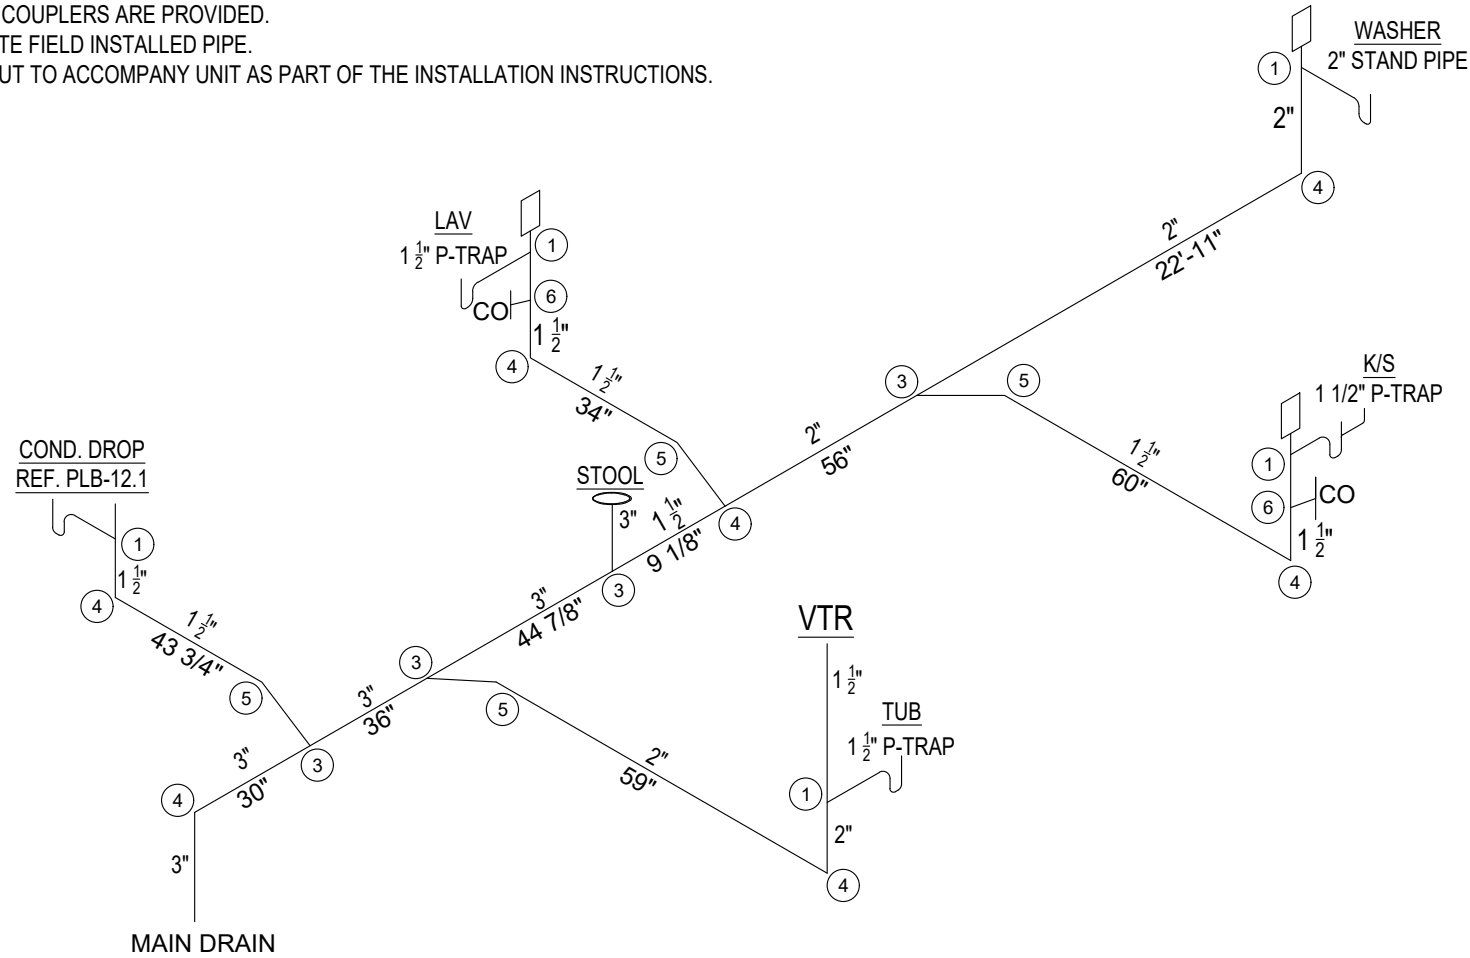 COUPLERS ARE PROVIDED.
TE FIELD INSTALLED PIPE.
UT TO ACCOMPANY UNIT AS PART OF THE INSTALLATION INSTRUCTIONS.
WASHER
2" STAND PIPE
1
2"
4
2"
22'-11"
LAV
1 1/2" P-TRAP
1
6
CO
1 1/2"
4
1 1/2"
34"
5
3
5
2"
56"
K/S
1 1/2" P-TRAP
1
6
CO
1 1/2"
4
1 1/2"
60"
COND. DROP
REF. PLB-12.1
1
1 1/2"
4
1 1/2"
43 3/4"
5
STOOL
3"
1 1/2"
9 1/8"
4
3
3"
44 7/8"
3
5
VTR
1 1/2"
TUB
1 1/2" P-TRAP
1
2"
4
2"
59"
3"
36"
3
3"
30"
4
3"
MAIN DRAIN